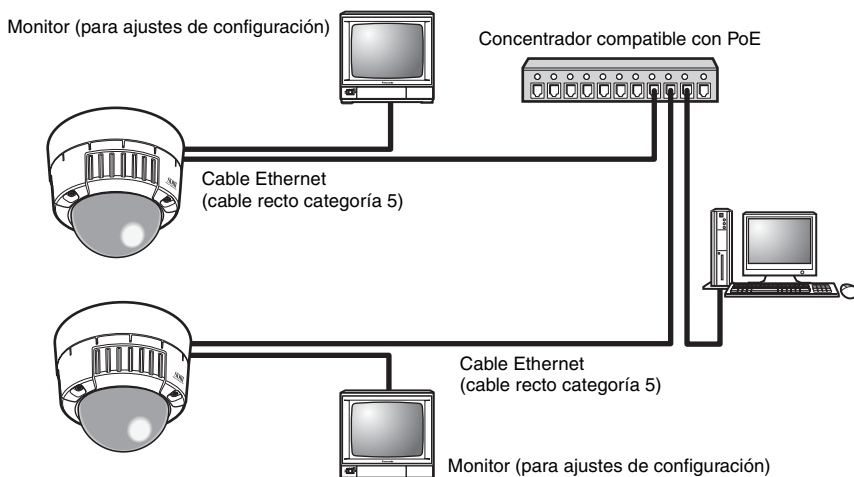 Monitor (para ajustes de configuración)
Concentrador compatible con PoE
Cable Ethernet
(cable recto categoría 5)
Cable Ethernet
(cable recto categoría 5)
Monitor (para ajustes de configuración)